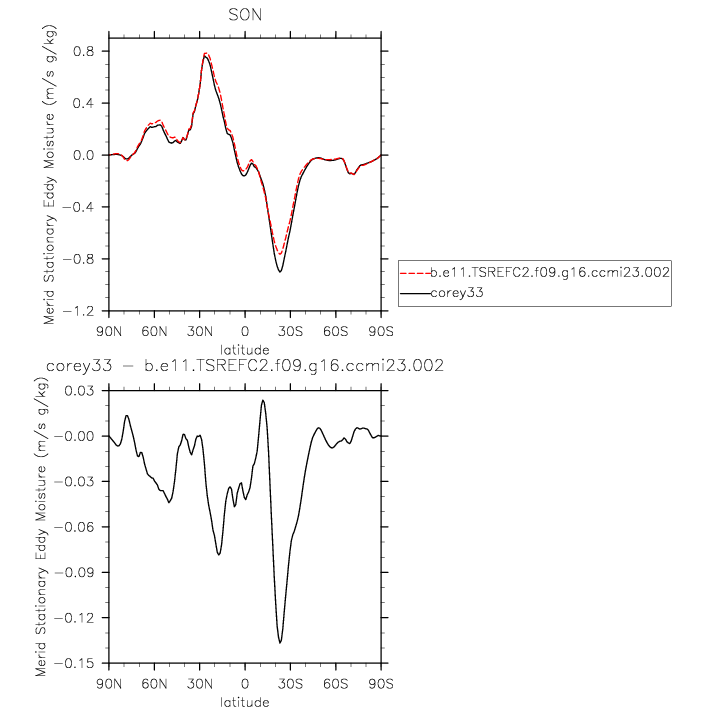 SON
Merid Stationary Eddy Moisture (m/s g/kg)
0.8
0.4
0.0
−0.4
−0.8
−1.2
90N 60N 30N 0 30S 60S 90S
latitude
b.e11.TSREFC2.f09.g16.ccmi23.002
corey33
corey33 − b.e11.TSREFC2.f09.g16.ccmi23.002
Merid Stationary Eddy Moisture (m/s g/kg)
0.03
−0.00
−0.03
−0.06
−0.09
−0.12
−0.15
90N 60N 30N 0 30S 60S 90S
latitude